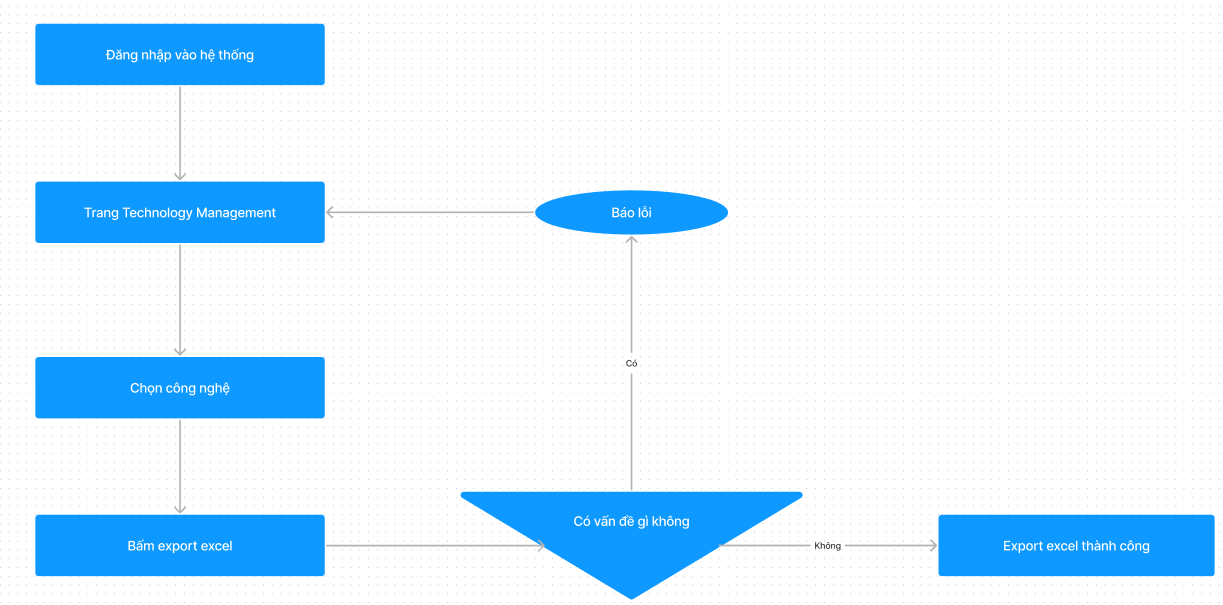 Đăng nhập vào hệ thống
Trang Technology Management
Báo lỗi
Có
Chọn công nghệ
Bấm export excel
Có vấn đề gì không
Không
Export excel thành công